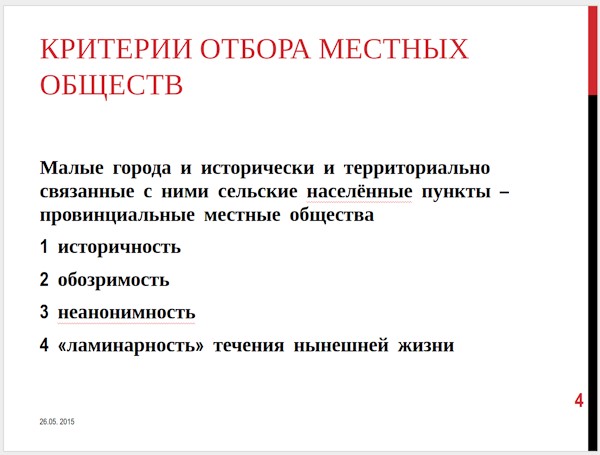 КРИТЕРИИ ОТБОРА МЕСТНЫХ
ОБЩЕСТВ
Малые города и исторически и территориально
связанные с ними сельские населённые пункты –
провинциальные местные общества
1 историчность
2 обозримость
3 неанонимность
4 «ламинарность» течения нынешней жизни
4
26.05. 2015